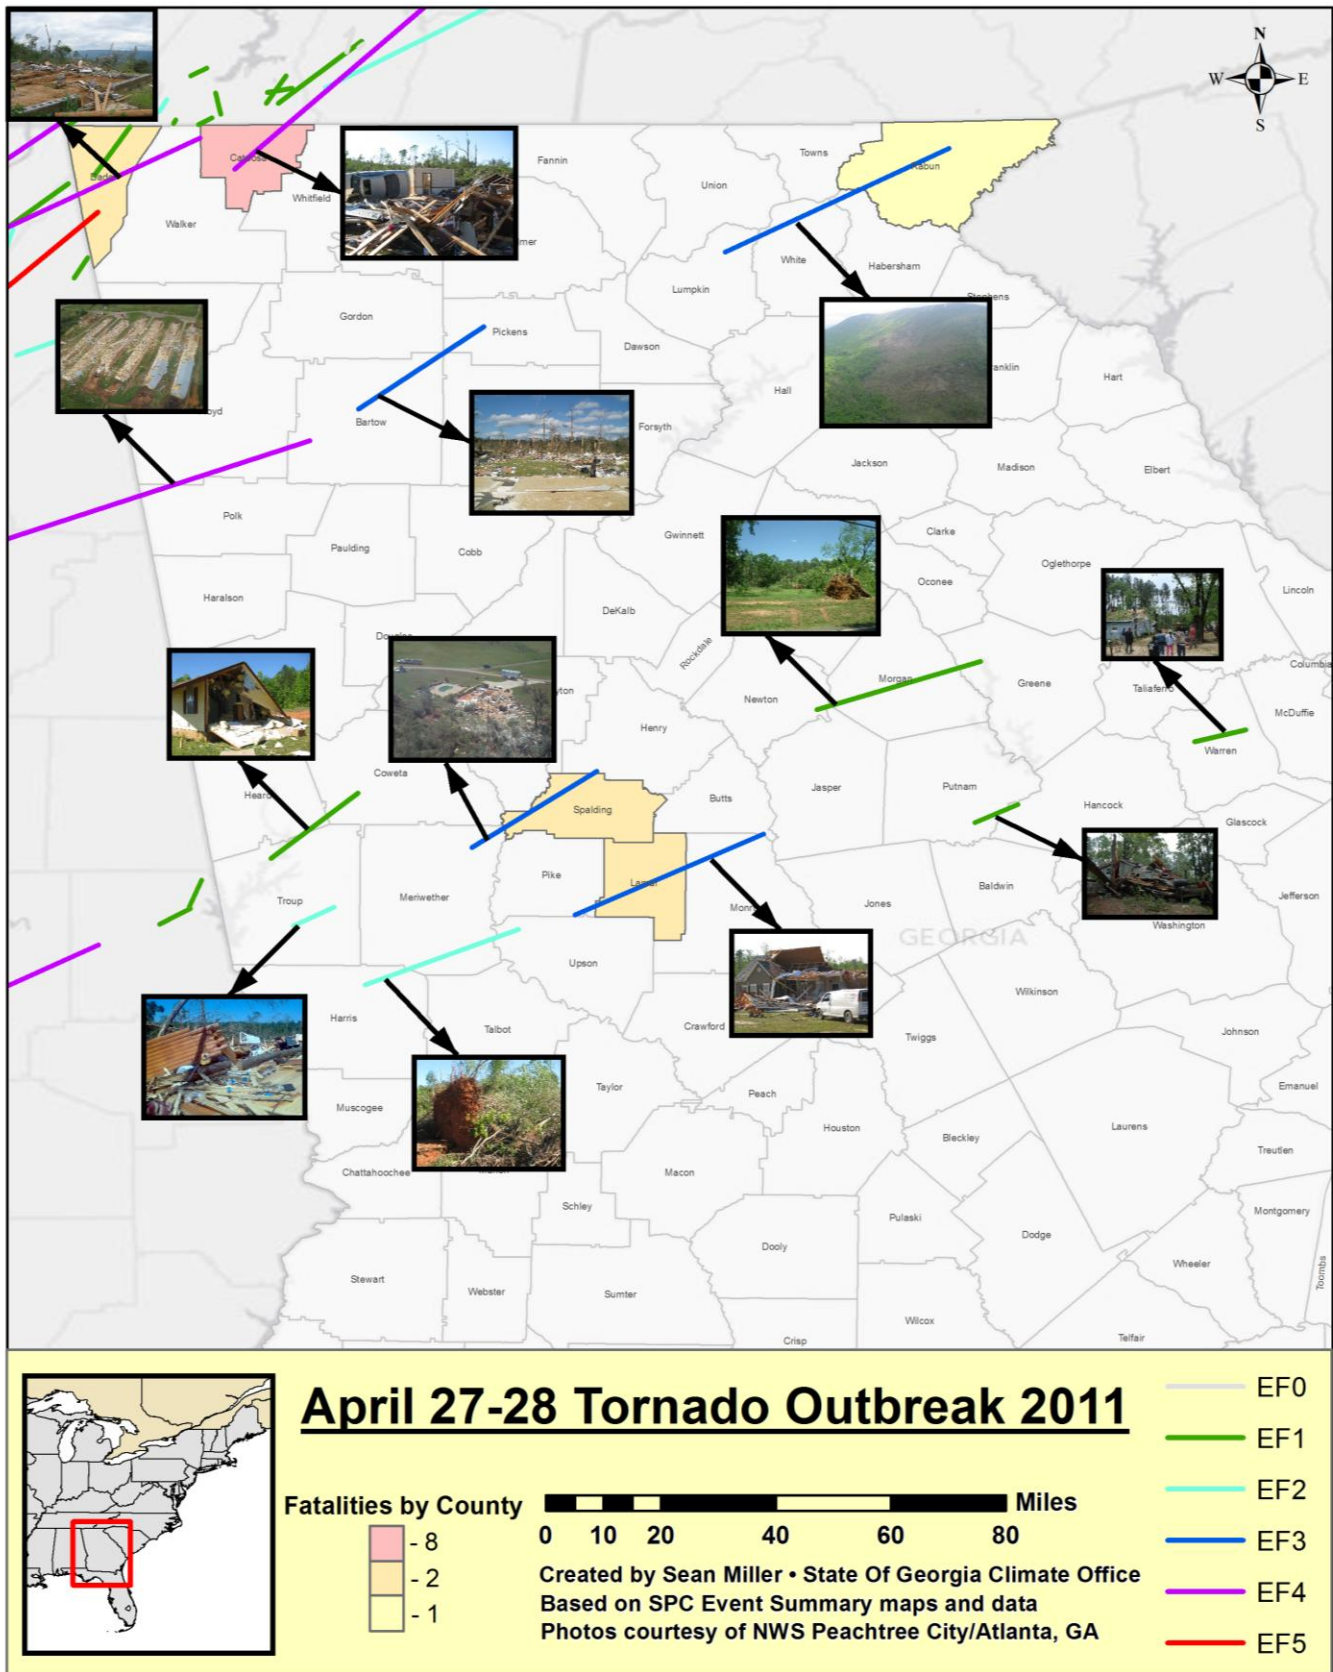 N
W E
S
Fannin
Towns
Union
Rabun
Whitfield
Walker
mer
White
Habersham
Lumpkin
Stephens
Gordon
Pickens
Dawson
anklin
Hall
Hart
oyd
Bartow
Forsyth
Jackson
Madison
Elbert
Polk
Gwinnett
Clarke
Paulding
Cobb
Oglethorpe
Oconee
Lincoln
Haralson
DeKalb
Rockdale
Columbia
Morgan
Greene
Taliaferro
yton
Newton
McDuffie
Henry
Warren
Coweta
Heard
Butts
Jasper
Putnam
Spalding
Hancock
Glascock
Pike
Lamar
Baldwin
Troup
Meriwether
Jones
Jefferson
GEORGIA
Washington
Upson
Wilkinson
Harris
Talbot
Crawford
Twiggs
Johnson
Taylor
Peach
Emanuel
Muscogee
Houston
Bleckley
Laurens
Treutlen
Chattahoochee
Macon
Schley
Pulaski
Montgomery
Dooly
Dodge
Wheeler
Stewart
Webster
Sumter
Toombs
Wilcox
Crisp
Telfair
April 27-28 Tornado Outbreak 2011
Fatalities by County
- 8
- 2
- 1
Miles
0 10 20 40 60 80
Created by Sean Miller • State Of Georgia Climate Office
Based on SPC Event Summary maps and data
Photos courtesy of NWS Peachtree City/Atlanta, GA
EF0
EF1
EF2
EF3
EF4
EF5